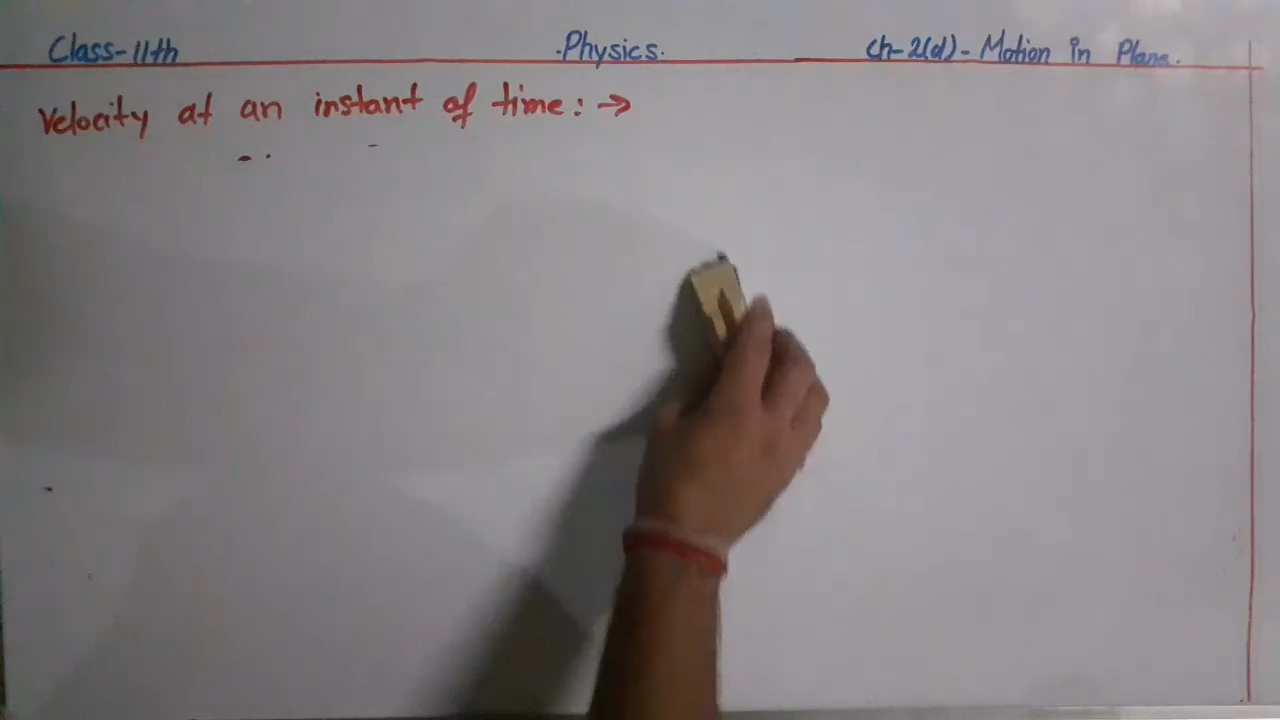 Class-11th .Physics. Ch-2(d)- Motion in Plane.
Velocity at an instant of time:→